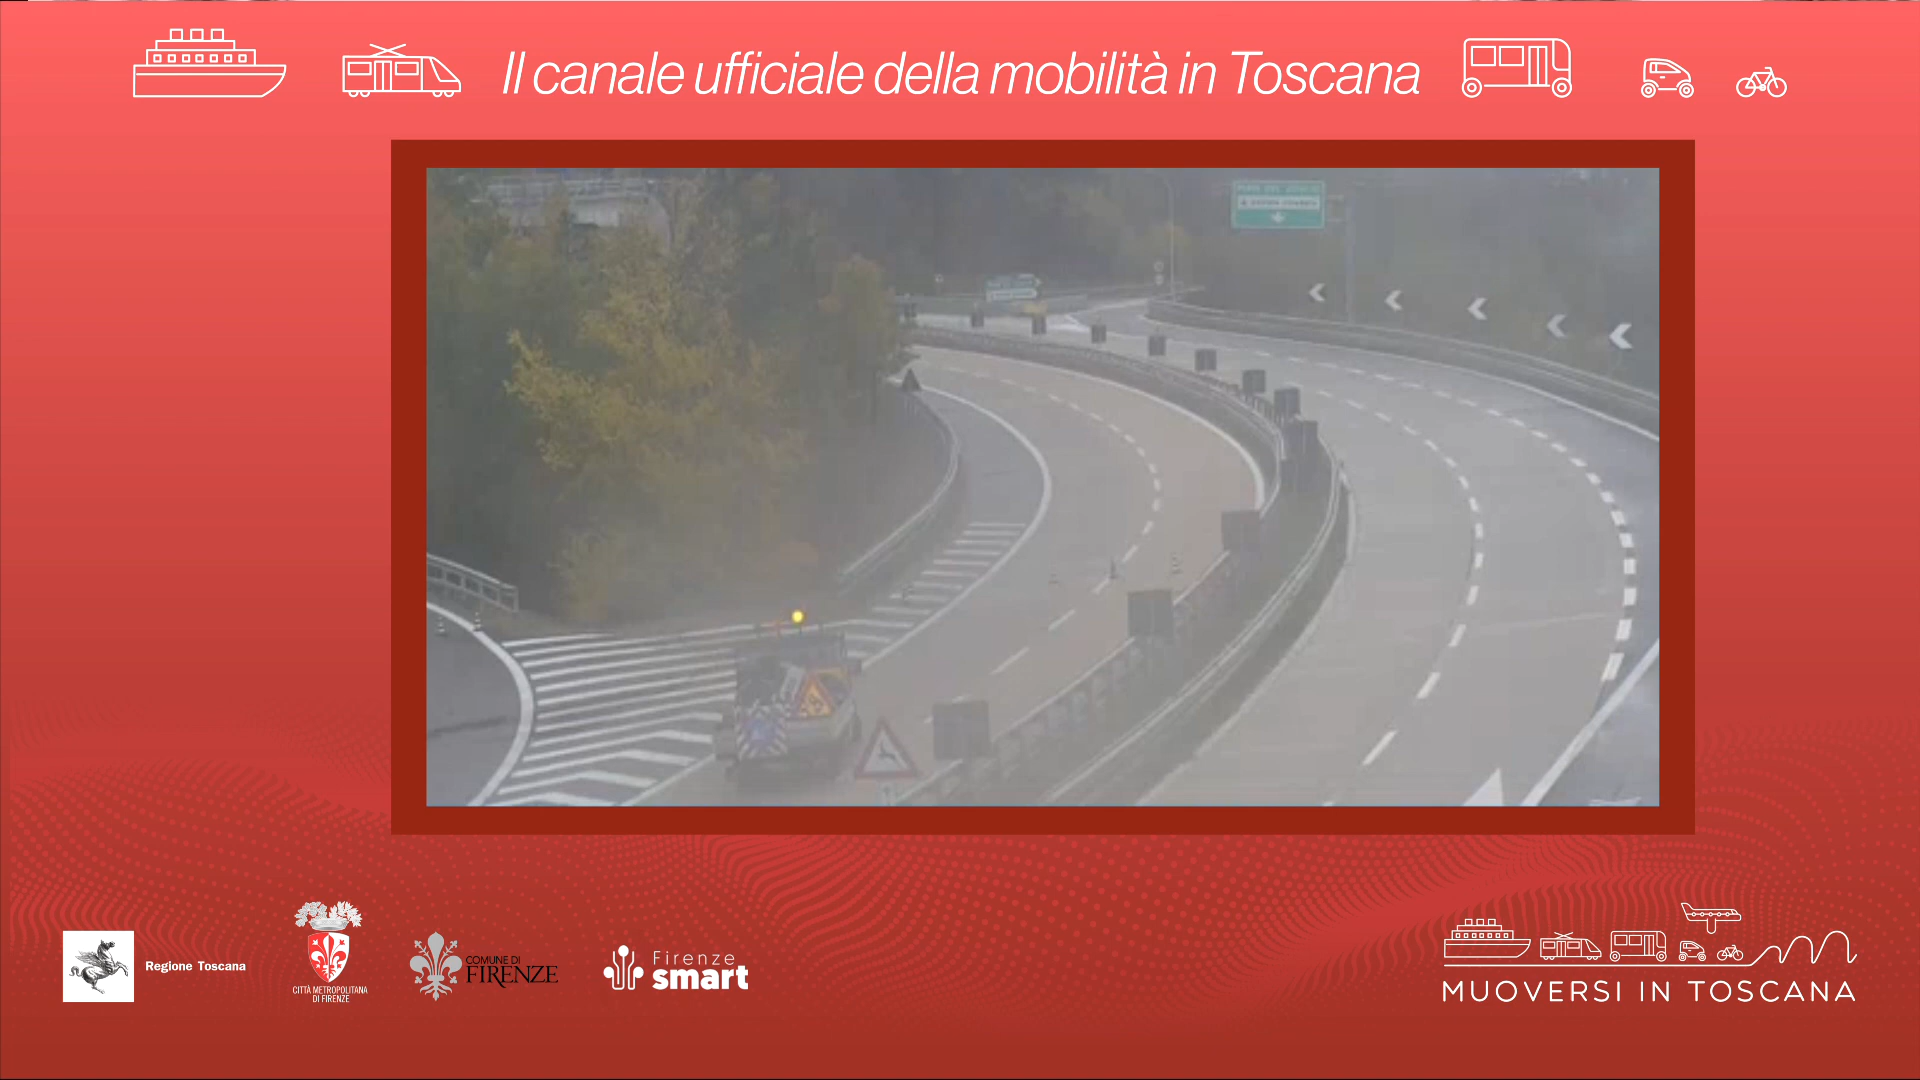 Il canale ufficiale della mobilità in Toscana
Regione Toscana
CITTÀ METROPOLITANA
DI FIRENZE
COMUNE DI
FIRENZE
Firenze
smart
MUOVERSI IN TOSCANA